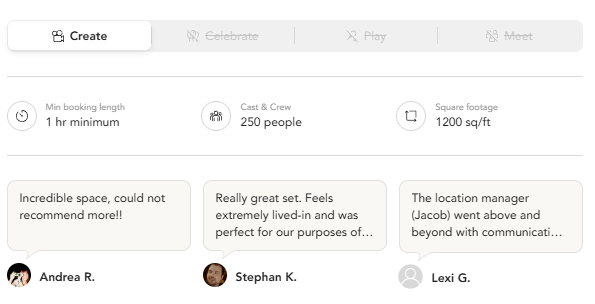 Create
Celebrate
Play
Meet
Min booking length
1 hr minimum
Cast & Crew
250 people
Square footage
1200 sq/ft
Incredible space, could not
recommend more!!
Really great set. Feels
extremely lived-in and was
perfect for our purposes of...
The location manager
(Jacob) went above and
beyond with communicati...
Andrea R.
Stephan K.
Lexi G.